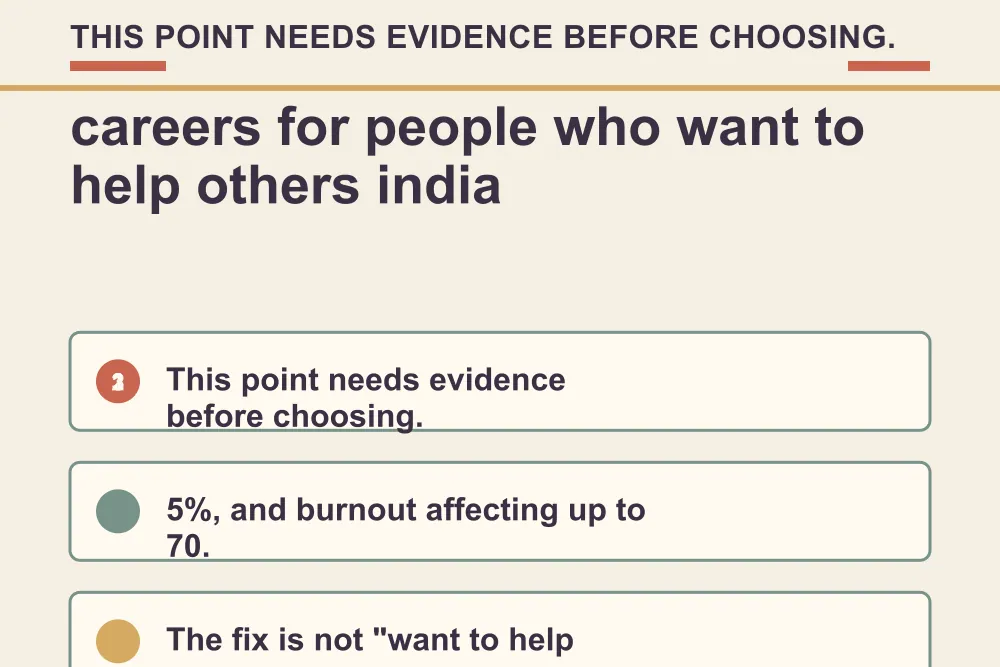 THIS POINT NEEDS EVIDENCE BEFORE CHOOSING.
careers for people who want to
help others india
This point needs evidence
before choosing.
5%, and burnout affecting up to
70.
The fix is not "want to help